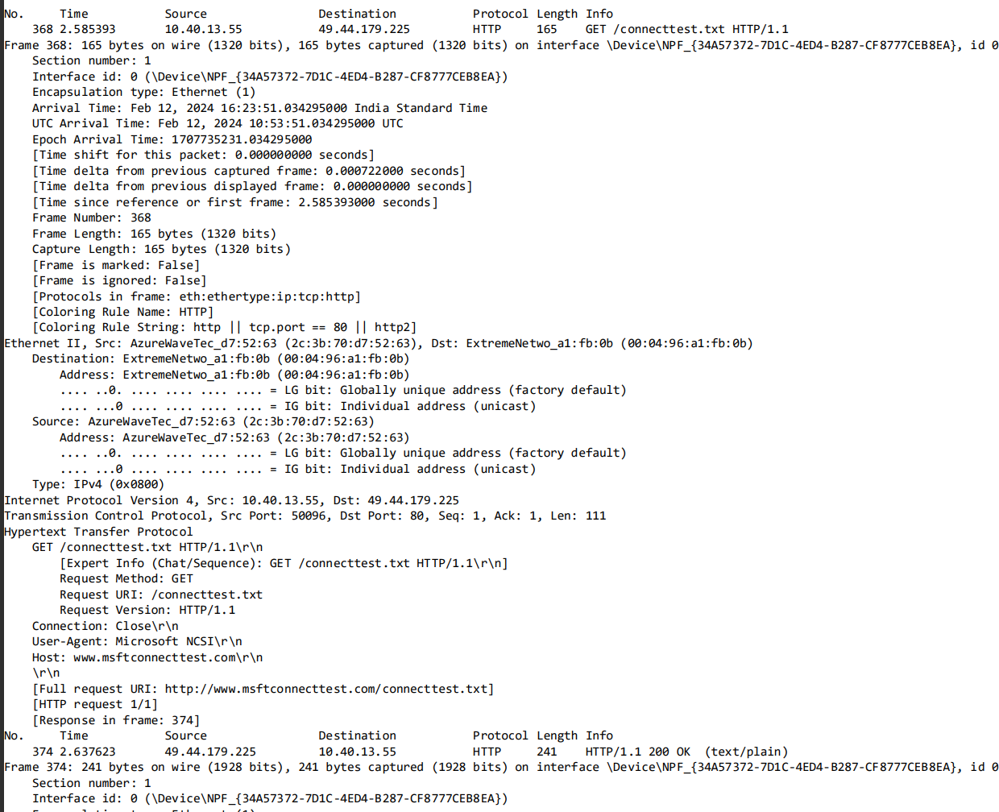 No.     Time           Source                Destination           Protocol Length Info
    368 2.585393       10.40.13.55           49.44.179.225         HTTP     165    GET /connecttest.txt HTTP/1.1
Frame 368: 165 bytes on wire (1320 bits), 165 bytes captured (1320 bits) on interface \Device\NPF_{34A57372-7D1C-4ED4-B287-CF8777CEB8EA}, id 0
    Section number: 1
    Interface id: 0 (\Device\NPF_{34A57372-7D1C-4ED4-B287-CF8777CEB8EA})
    Encapsulation type: Ethernet (1)
    Arrival Time: Feb 12, 2024 16:23:51.034295000 India Standard Time
    UTC Arrival Time: Feb 12, 2024 10:53:51.034295000 UTC
    Epoch Arrival Time: 1707735231.034295000
    [Time shift for this packet: 0.000000000 seconds]
    [Time delta from previous captured frame: 0.000722000 seconds]
    [Time delta from previous displayed frame: 0.000000000 seconds]
    [Time since reference or first frame: 2.585393000 seconds]
    Frame Number: 368
    Frame Length: 165 bytes (1320 bits)
    Capture Length: 165 bytes (1320 bits)
    [Frame is marked: False]
    [Frame is ignored: False]
    [Protocols in frame: eth:ethertype:ip:tcp:http]
    [Coloring Rule Name: HTTP]
    [Coloring Rule String: http || tcp.port == 80 || http2]
Ethernet II, Src: AzureWaveTec_d7:52:63 (2c:3b:70:d7:52:63), Dst: ExtremeNetwo_a1:fb:0b (00:04:96:a1:fb:0b)
    Destination: ExtremeNetwo_a1:fb:0b (00:04:96:a1:fb:0b)
        Address: ExtremeNetwo_a1:fb:0b (00:04:96:a1:fb:0b)
        .... ..0. .... .... .... .... = LG bit: Globally unique address (factory default)
        .... ...0 .... .... .... .... = IG bit: Individual address (unicast)
    Source: AzureWaveTec_d7:52:63 (2c:3b:70:d7:52:63)
        Address: AzureWaveTec_d7:52:63 (2c:3b:70:d7:52:63)
        .... ..0. .... .... .... .... = LG bit: Globally unique address (factory default)
        .... ...0 .... .... .... .... = IG bit: Individual address (unicast)
    Type: IPv4 (0x0800)
Internet Protocol Version 4, Src: 10.40.13.55, Dst: 49.44.179.225
Transmission Control Protocol, Src Port: 50096, Dst Port: 80, Seq: 1, Ack: 1, Len: 111
Hypertext Transfer Protocol
    GET /connecttest.txt HTTP/1.1\r\n
        [Expert Info (Chat/Sequence): GET /connecttest.txt HTTP/1.1\r\n]
        Request Method: GET
        Request URI: /connecttest.txt
        Request Version: HTTP/1.1
    Connection: Close\r\n
    User-Agent: Microsoft NCSI\r\n
    Host: www.msftconnecttest.com\r\n
    \r\n
    [Full request URI: http://www.msftconnecttest.com/connecttest.txt]
    [HTTP request 1/1]
    [Response in frame: 374]
No.     Time           Source                Destination           Protocol Length Info
    374 2.637623       49.44.179.225         10.40.13.55           HTTP     241    HTTP/1.1 200 OK  (text/plain)
Frame 374: 241 bytes on wire (1928 bits), 241 bytes captured (1928 bits) on interface \Device\NPF_{34A57372-7D1C-4ED4-B287-CF8777CEB8EA}, id 0
    Section number: 1
    Interface id: 0 (\Device\NPF_{34A57372-7D1C-4ED4-B287-CF8777CEB8EA})